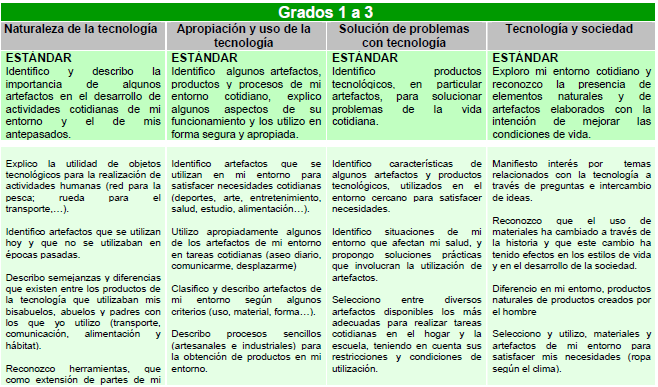 Grados 1 a 3
Naturaleza de la tecnología
Apropiación y uso de la
tecnología
Solución de problemas
con tecnología
Tecnología y sociedad
ESTÁNDAR
Identifico y describo la
importancia de algunos
artefactos en el desarrollo de
actividades cotidianas de mi
entorno y el de mis
antepasados.
ESTÁNDAR
Identifico algunos artefactos,
productos y procesos de mi
entorno cotidiano, explico
algunos aspectos de su
funcionamiento y los utilizo en
forma segura y apropiada.
ESTÁNDAR
Identifico productos
tecnológicos, en particular
artefactos, para solucionar
problemas de la vida
cotidiana.
ESTÁNDAR
Exploro mi entorno cotidiano y
reconozco la presencia de
elementos naturales y de
artefactos elaborados con la
intención de mejorar las
condiciones de vida.
Explico la utilidad de objetos
tecnológicos para la realización de
actividades humanas (red para la
pesca; rueda para el
transporte,…).
Identifico artefactos que se utilizan
hoy y que no se utilizaban en
épocas pasadas.
Describo semejanzas y diferencias
que existen entre los productos de
la tecnología que utilizaban mis
bisabuelos, abuelos y padres con
los que yo utilizo (transporte,
comunicación, alimentación y
hábitat).
Reconozco herramientas, que
como extensión de partes de mi
Identifico artefactos que se
utilizan en mi entorno para
satisfacer necesidades cotidianas
(deportes, arte, entretenimiento,
salud, estudio, alimentación…).
Utilizo apropiadamente algunos
de los artefactos de mi entorno
en tareas cotidianas (aseo diario,
comunicarme, desplazarme)
Clasifico y describo artefactos de
mi entorno según algunos
criterios (uso, material, forma…).
Describo procesos sencillos
(artesanales e industriales) para
la obtención de productos en mi
entorno.
Identifico características de
algunos artefactos y productos
tecnológicos, utilizados en el
entorno cercano para satisfacer
necesidades.
Identifico situaciones de mi
entorno que afectan mi salud, y
propongo soluciones prácticas
que involucran la utilización de
artefactos.
Selecciono entre diversos
artefactos disponibles los más
adecuadas para realizar tareas
cotidianas en el hogar y la
escuela, teniendo en cuenta sus
restricciones y condiciones de
utilización.
Manifiesto interés por temas
relacionados con la tecnología a
través de preguntas e intercambio
de ideas.
Reconozco que el uso de
materiales ha cambiado a través de
la historia y que este cambio ha
tenido efectos en los estilos de vida
y en el desarrollo de la sociedad.
Diferencio en mi entorno, productos
naturales de productos creados por
el hombre
Selecciono y utilizo, materiales y
artefactos de mi entorno para
satisfacer mis necesidades (ropa
según el clima).